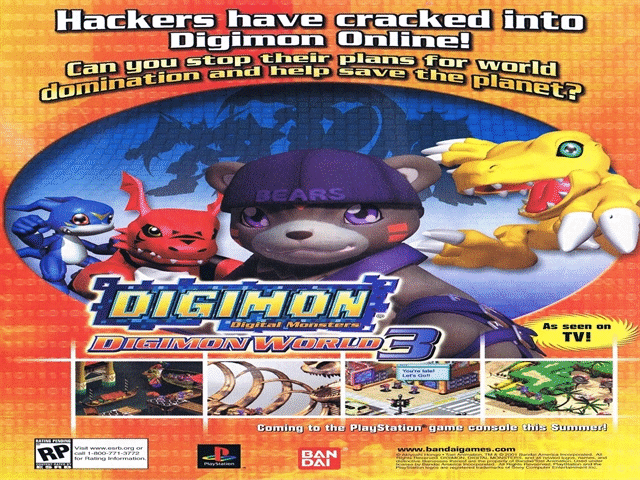 Hackers have cracked into
Digimon Online!
Can you stop their plans for world
domination and help save the planet?
BEARS
DIGIMON
Digital Monsters
DIGIMON WORLD 3
As seen on
TV!
You're late!
Let's Go!!
Coming to the PlayStation game console this Summer!
RATING PENDING
RP
ESRB
Visit www.esrb.org or
call 1-800-771-3772
for Rating Information.
PlayStation
BAN
DAI
www.bandaigames.com